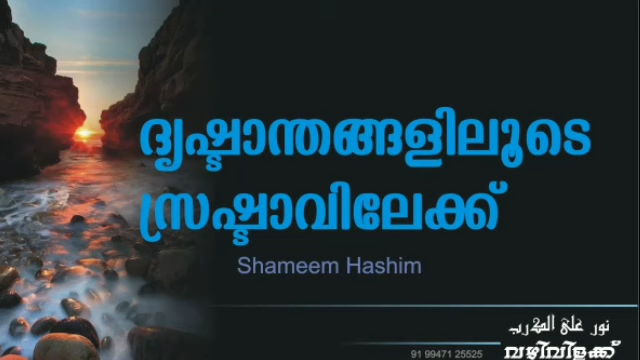 ദൃഷ്ടാന്തങ്ങളിലൂടെ
സ്രഷ്ടാവിലേക്ക്
Shameem Hashim
نور على الدرب
91 99471 25525
വഴിവിളക്ക്